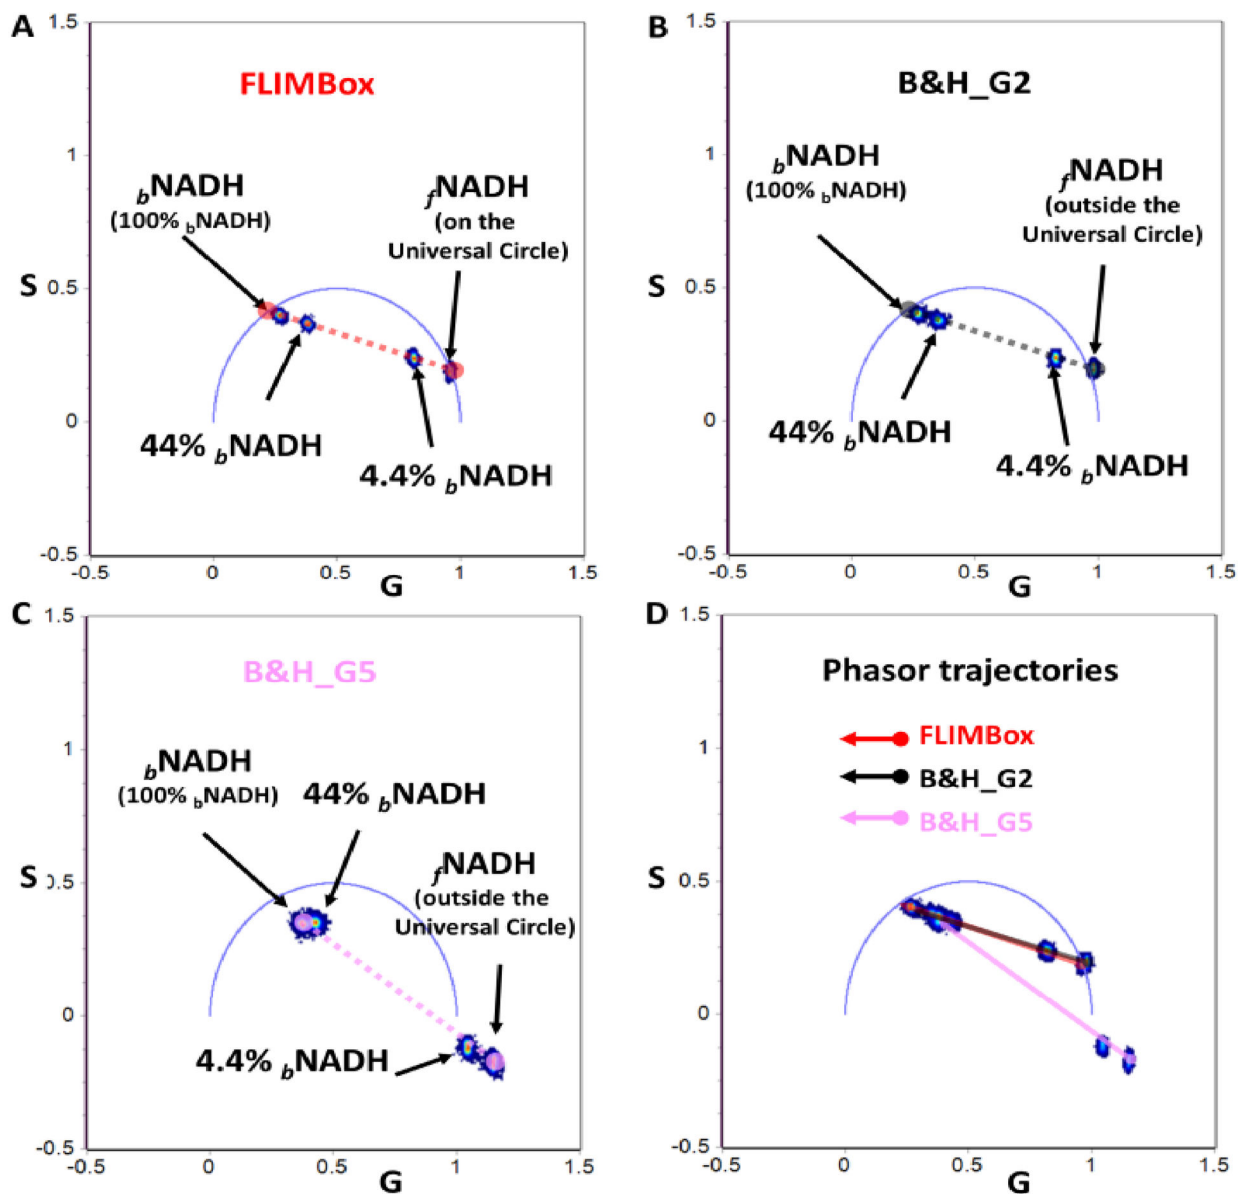 A
1.5
FLIMBox
1
bNADH
(100% bNADH)
fNADH
(on the
Universal Circle)
S
0.5
0
44% bNADH
4.4% bNADH
-0.5
-0.5
0
0.5
1
1.5
G
B
1.5
B&H_G2
1
bNADH
(100% bNADH)
fNADH
(outside the
Universal Circle)
S
0.5
0
44% bNADH
4.4% bNADH
-0.5
-0.5
0
0.5
1
1.5
G
C
1.5
B&H_G5
1
bNADH
(100% bNADH)
44% bNADH
fNADH
(outside the
Universal Circle)
S
0.5
0
4.4% bNADH
-0.5
-0.5
0
0.5
1
1.5
G
D
1.5
Phasor trajectories
FLIMBox
1
B&H_G2
B&H_G5
S
0.5
0
-0.5
-0.5
0
0.5
1
1.5
G